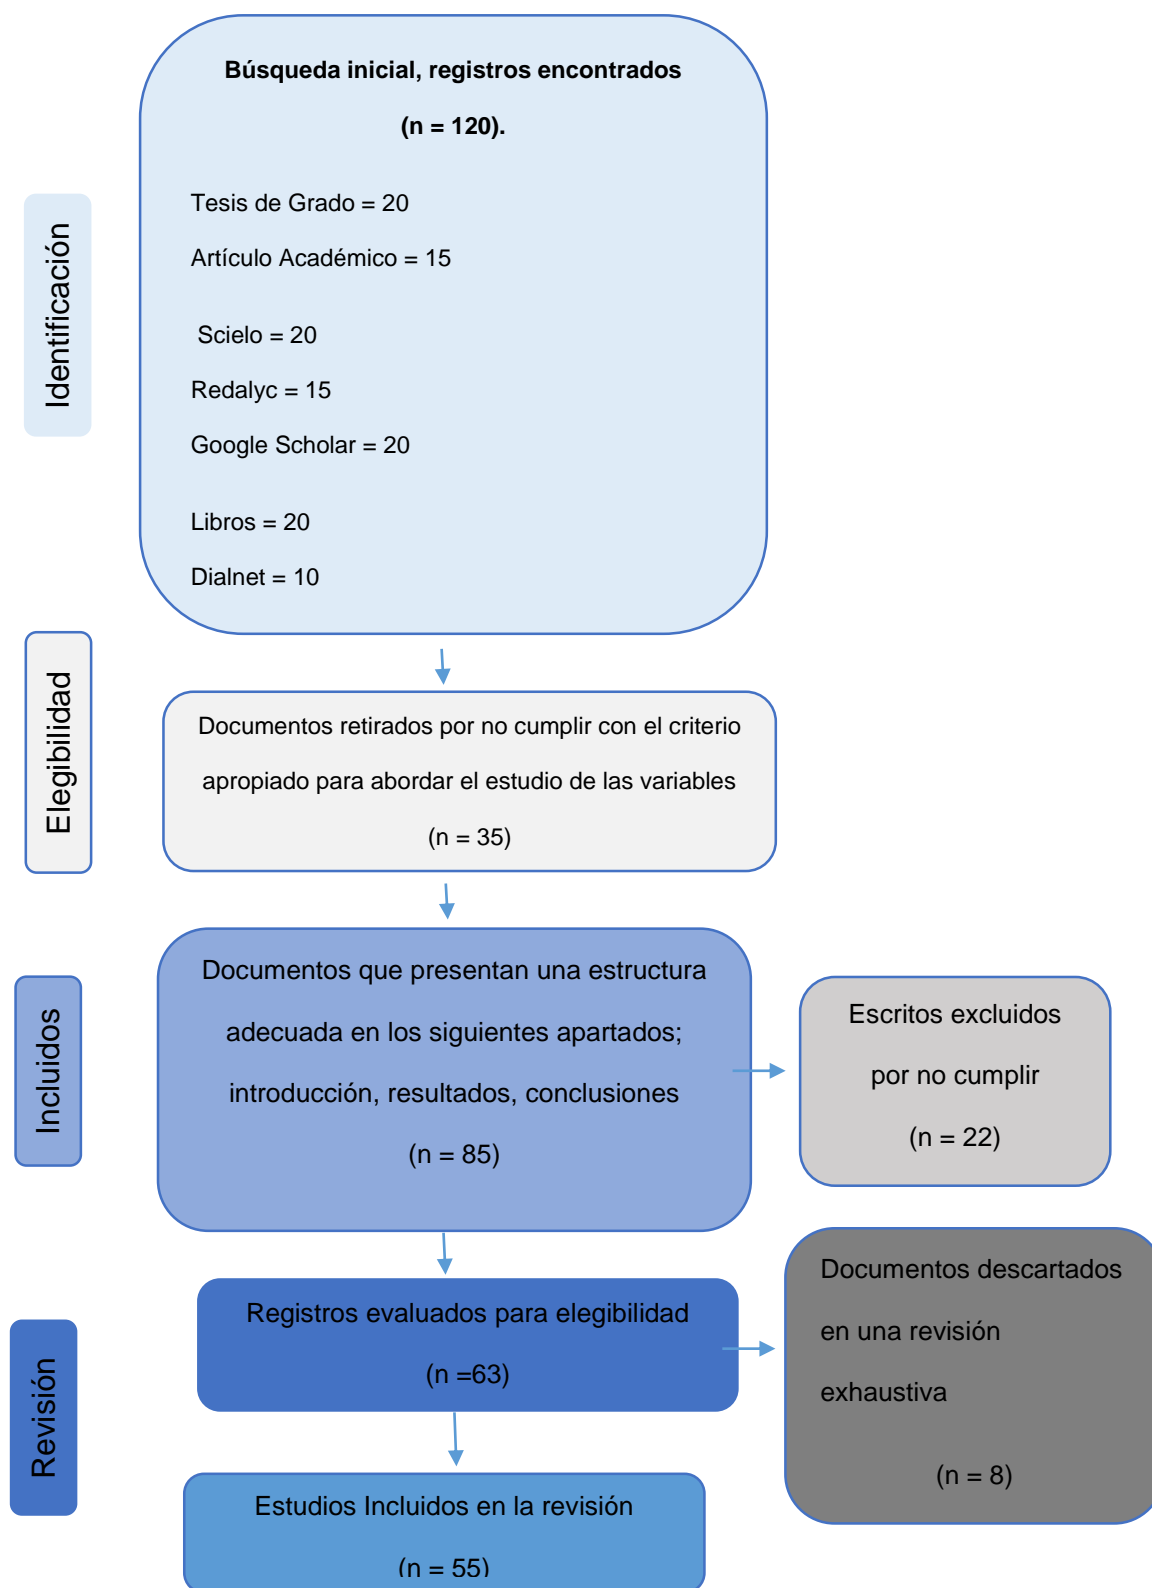 Identificación
Búsqueda inicial, registros encontrados
(n = 120).
Tesis de Grado = 20
Artículo Académico = 15
Scielo = 20
Redalyc = 15
Google Scholar = 20
Libros = 20
Dialnet = 10
Elegibilidad
Documentos retirados por no cumplir con el criterio
apropiado para abordar el estudio de las variables
(n = 35)
Incluidos
Documentos que presentan una estructura
adecuada en los siguientes apartados;
introducción, resultados, conclusiones
(n = 85)
Escritos excluidos
por no cumplir
(n = 22)
Revisión
Registros evaluados para elegibilidad
(n =63)
Documentos descartados
en una revisión
exhaustiva
(n = 8)
Estudios Incluidos en la revisión
(n = 55)